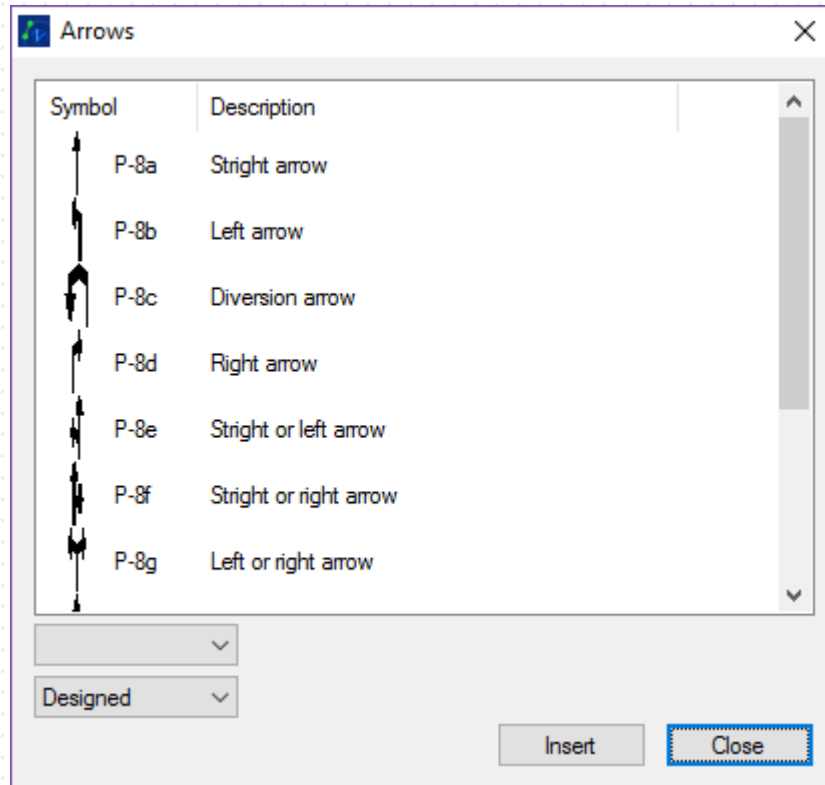 Arrows
Symbol Description
P-8a Stright arrow
P-8b Left arrow
P-8c Diversion arrow
P-8d Right arrow
P-8e Stright or left arrow
P-8f Stright or right arrow
P-8g Left or right arrow
Designed
Insert Close